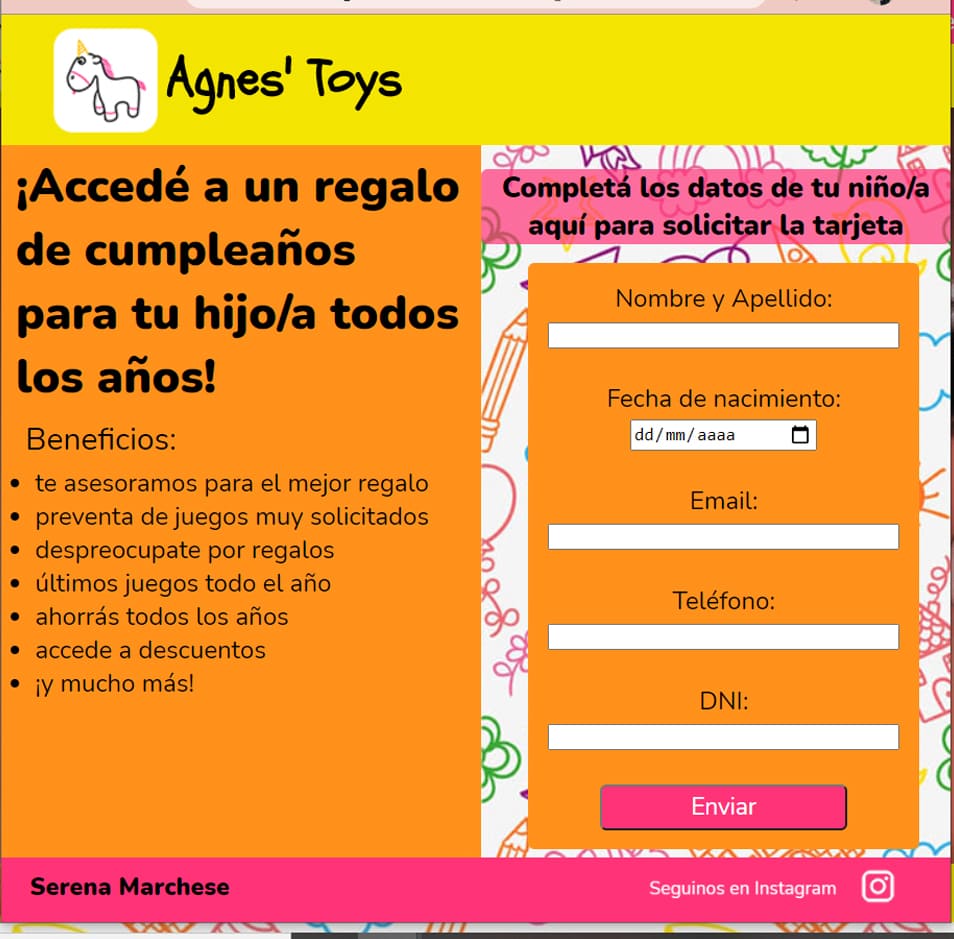 Agnes' Toys
¡Accedé a un regalo
de cumpleaños
para tu hijo/a todos
los años!
Beneficios:
te asesoramos para el mejor regalo
preventa de juegos muy solicitados
despreocupate por regalos
últimos juegos todo el año
ahorrás todos los años
accede a descuentos
¡y mucho más!
Completá los datos de tu niño/a
aquí para solicitar la tarjeta
Nombre y Apellido:
Fecha de nacimiento:
dd/mm/aaaa
Email:
Teléfono:
DNI:
Enviar
Serena Marchese
Seguinos en Instagram